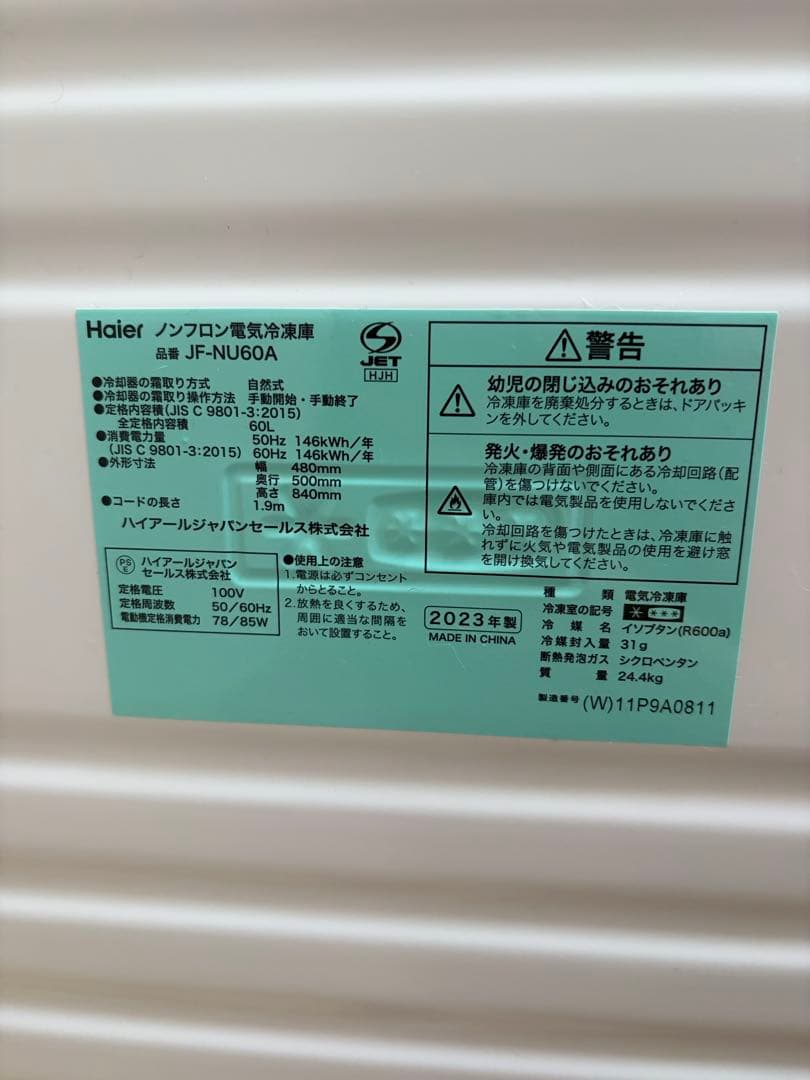 Haier ノンフロン電気冷凍庫
品番 JF-NU60A
JET
HJH
●冷却器の霜取り方式 自然式
●冷却器の霜取り操作方法 手動開始・手動終了
●定格内容積(JIS C 9801-3:2015)
全定格内容積 60L
●消費電力量 50Hz 146kWh/年
(JIS C 9801-3:2015) 60Hz 146kWh/年
●外形寸法 幅 480mm
奥行 500mm
高さ 840mm
●コードの長さ 1.9m
ハイアールジャパンセールス株式会社
PS
E
ハイアールジャパン
セールス株式会社
定格電圧 100V
定格周波数 50/60Hz
電動機定格消費電力 78/85W
●使用上の注意
1.電源は必ずコンセント
からとること。
2.放熱を良くするため、
周囲に適当な間隔を
おいて設置すること。
警告
幼児の閉じ込みのおそれあり
冷凍庫を廃棄処分するときは、ドアパッキ
ンを外してください。
発火・爆発のおそれあり
冷凍庫の背面や側面にある冷却回路(配
管)を傷つけないでください。
庫内では電気製品を使用しないでくださ
い。
冷却回路を傷つけたときは、冷凍庫に触
れずに火気や電気製品の使用を避け窓
を開け換気してください。
2023年製
MADE IN CHINA
種類 電気冷凍庫
冷凍室の記号 * ***
冷媒名 イソブタン(R600a)
冷媒封入量 31g
断熱発泡ガス シクロペンタン
質量 24.4kg
製造番号 (W)11P9A0811